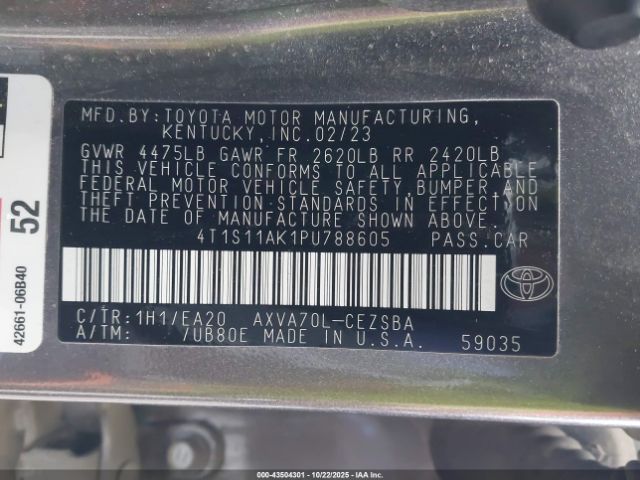 MFD.BY:TOYOTA MOTOR MANUFACTURING,
KENTUCKY,INC.02/23
GVWR 4475LB GAWR FR 2620LB RR 2420LB
THIS VEHICLE CONFORMS TO ALL APPLICABLE
FEDERAL MOTOR VEHICLE SAFETY,BUMPER AND
THEFT PREVENTION STANDARDS IN EFFECT ON
THE DATE OF MANUFACTURE SHOWN ABOVE.
4T1S11AK1PU788605 PASS.CAR
C/TR:1H1/EA20 AXVA70L-CEZSBA
A/TM: /UB80E MADE IN U.S.A. 59035
52
42661-06B40
00-43504301 - 10/22/2025 - IAAI.com